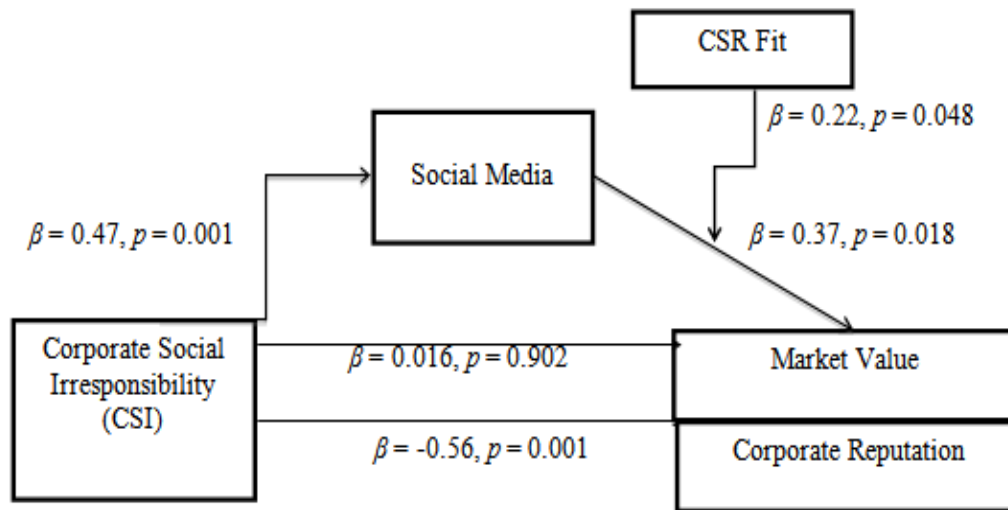 CSR Fit
β = 0.22, p = 0.048
Social Media
β = 0.47, p = 0.001
β = 0.37, p = 0.018
Corporate Social
Irresponsibility
(CSI)
β = 0.016, p = 0.902
Market Value
β = -0.56, p = 0.001
Corporate Reputation